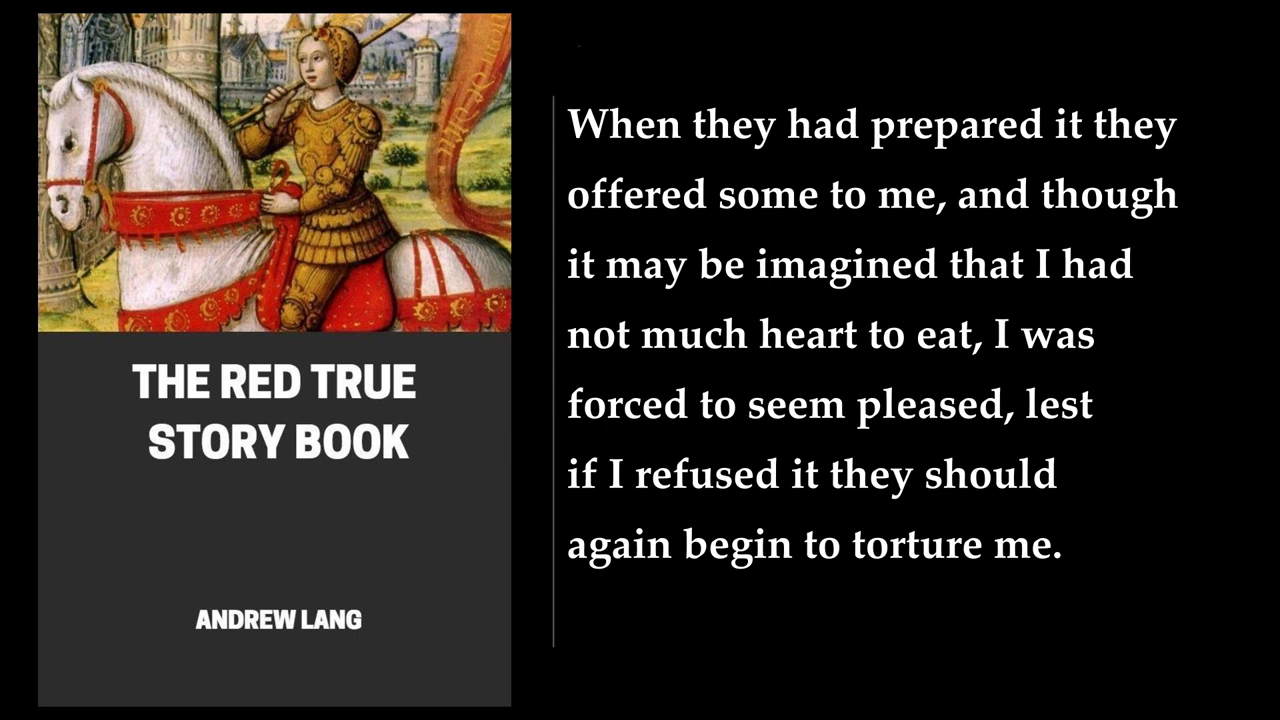 THE RED TRUE
STORY BOOK
ANDREW LANG
When they had prepared it they
offered some to me, and though
it may be imagined that I had
not much heart to eat, I was
forced to seem pleased, lest
if I refused it they should
again begin to torture me.